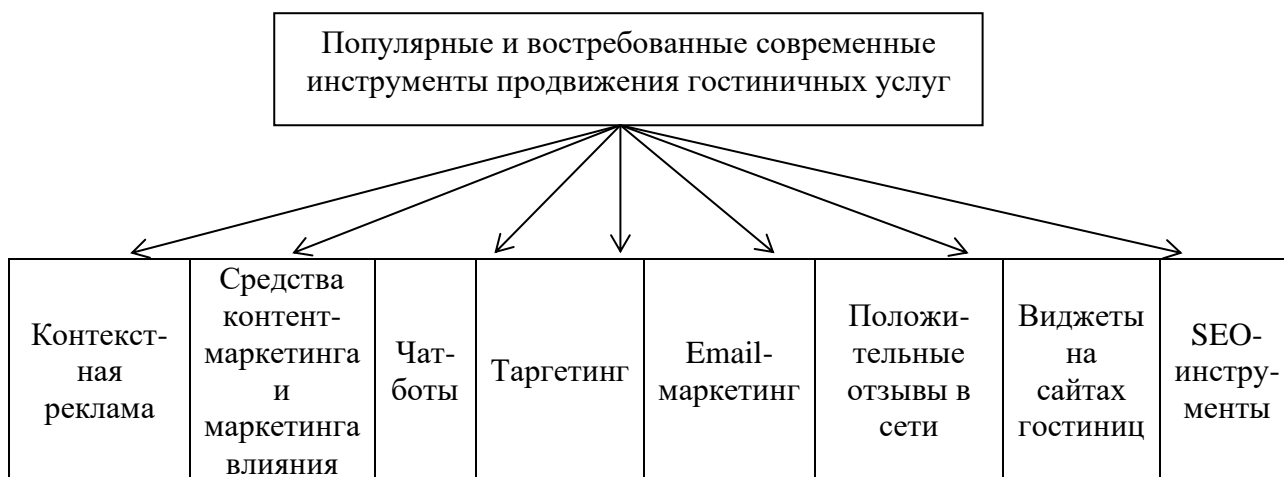 Популярные и востребованные современные
инструменты продвижения гостиничных услуг
Контекст-
ная
реклама
Средства
контент-
маркетинга
и
маркетинга
влияния
Чат-
боты
Таргетинг
Email-
маркетинг
Положи-
тельные
отзывы в
сети
Виджеты
на
сайтах
гостиниц
SEO-
инстру-
менты